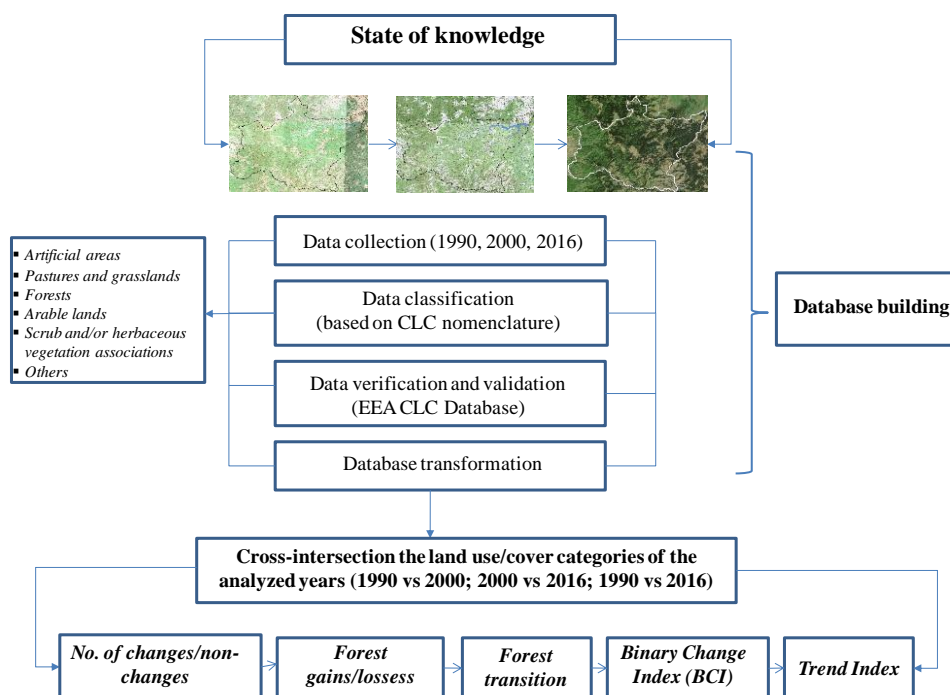 State of knowledge
Data collection (1990, 2000, 2016)
▪ Artificial areas
▪ Pastures and grasslands
▪ Forests
▪ Arable lands
▪ Scrub and/or herbaceous
vegetation associations
▪ Others
Data classification
(based on CLC nomenclature)
Data verification and validation
(EEA CLC Database)
Database transformation
Database building
Cross-intersection the land use/cover categories of the
analyzed years (1990 vs 2000; 2000 vs 2016; 1990 vs 2016)
No. of changes/non-
changes
Forest
gains/lossess
Forest
transition
Binary Change
Index (BCI)
Trend Index